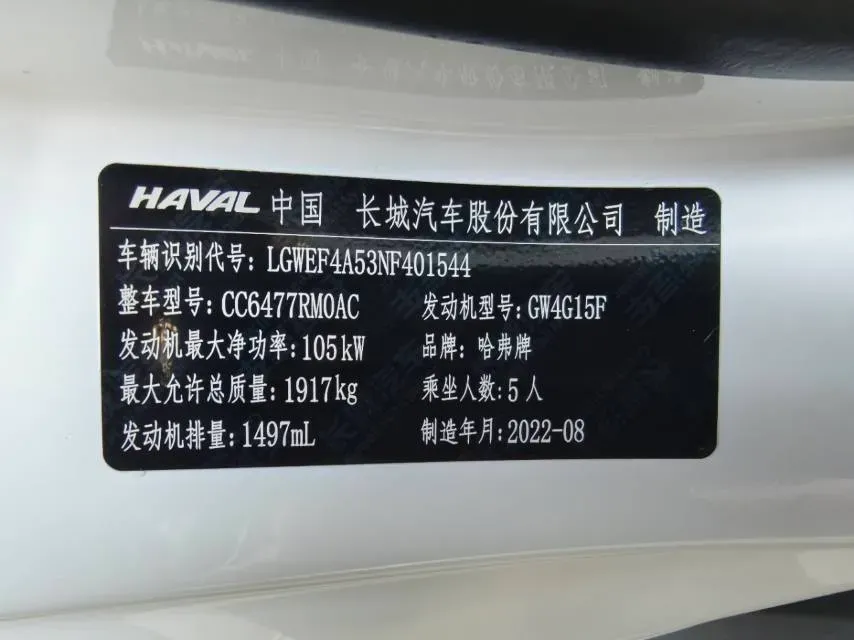 HAVAL 中国 长城汽车股份有限公司 制造
车辆识别代号: LGWEF4A53NF401544
整车型号: CC6477RM0AC 发动机型号: GW4G15F
发动机最大净功率: 105kW 品牌: 哈弗牌
最大允许总质量: 1917kg 乘坐人数: 5人
发动机排量: 1497mL 制造年月: 2022-08